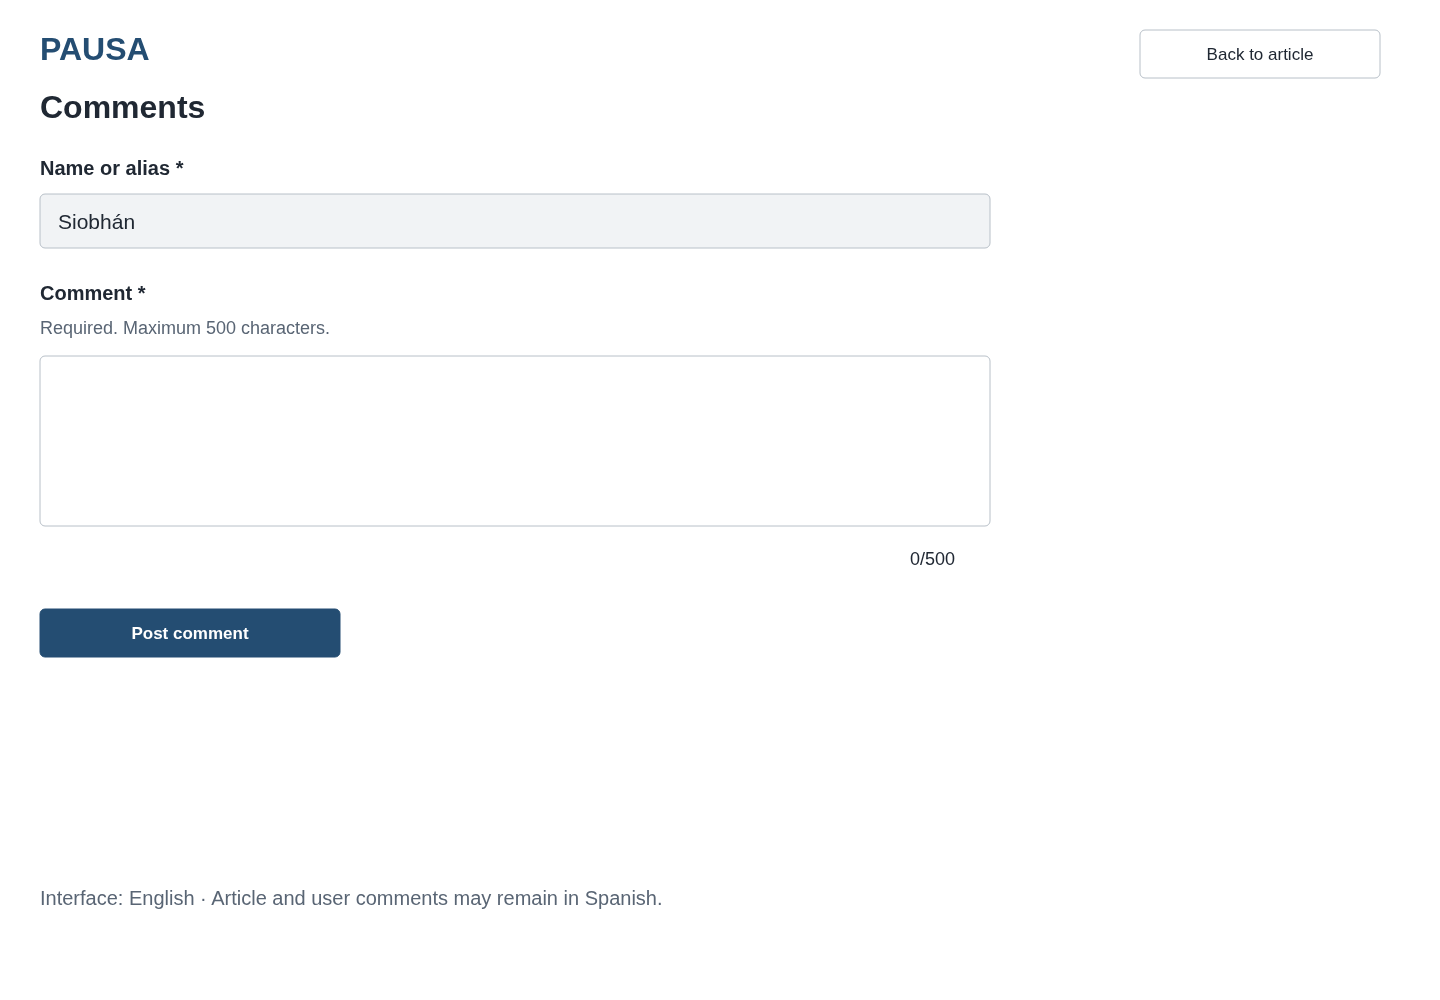 PAUSA
Back to article
Comments
Name or alias *
Siobhán
Comment *
Required. Maximum 500 characters.
0/500
Post comment
Interface: English · Article and user comments may remain in Spanish.